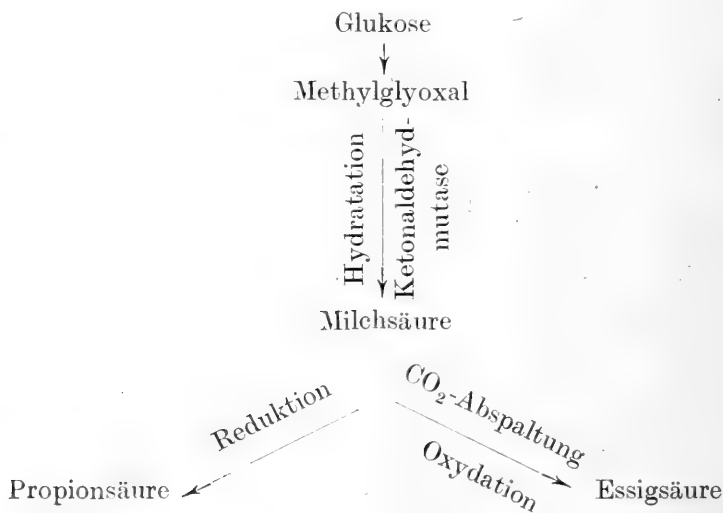 Glukose
Methylglyoxal
Hydratation
Ketonaldehyd-
mutase
Milchsäure
Reduktion
CO₂-Abspaltung
Oxydation
Propionsäure
Essigsäure